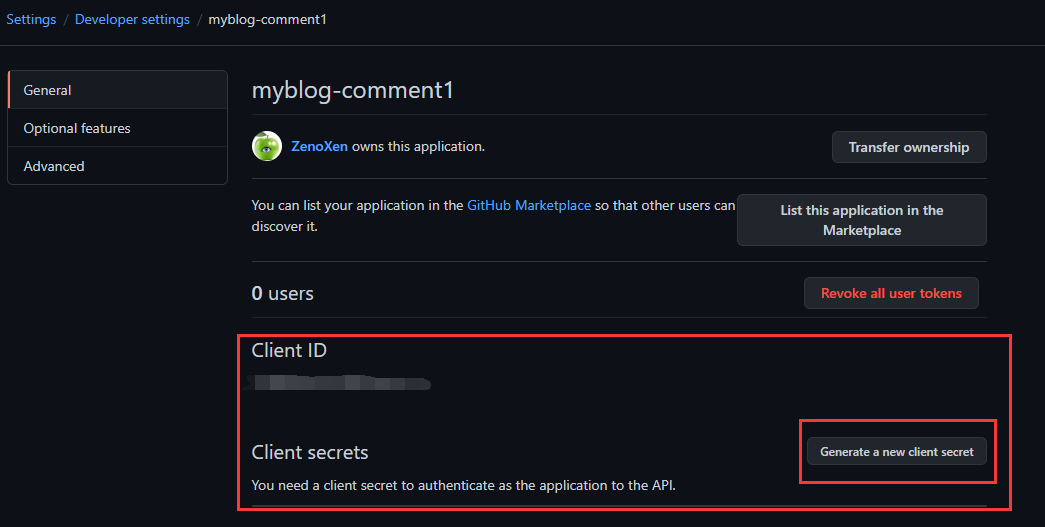 Settings / Developer settings / myblog-comment1
General
Optional features
Advanced
myblog-comment1
ZenoXen owns this application.
Transfer ownership
You can list your application in the GitHub Marketplace so that other users can
discover it.
List this application in the
Marketplace
0 users
Revoke all user tokens
Client ID
Client secrets
Generate a new client secret
You need a client secret to authenticate as the application to the API.